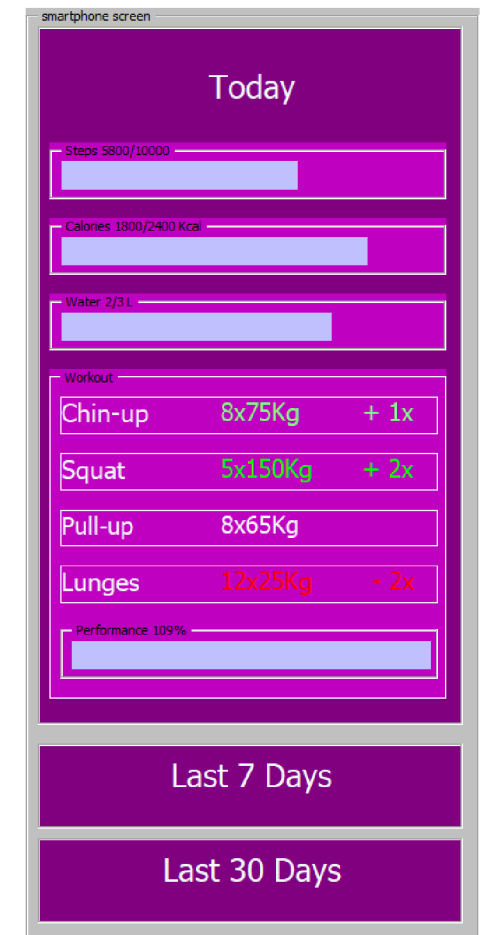 smartphone screen
Today
Steps 5800/10000
Calories 1800/2400 Kcal
Water 2/3 L
Workout
Chin-up 8x75Kg + 1x
Squat 5x150Kg + 2x
Pull-up 8x65Kg
Lunges 12x25Kg - 2x
Performance 109%
Last 7 Days
Last 30 Days